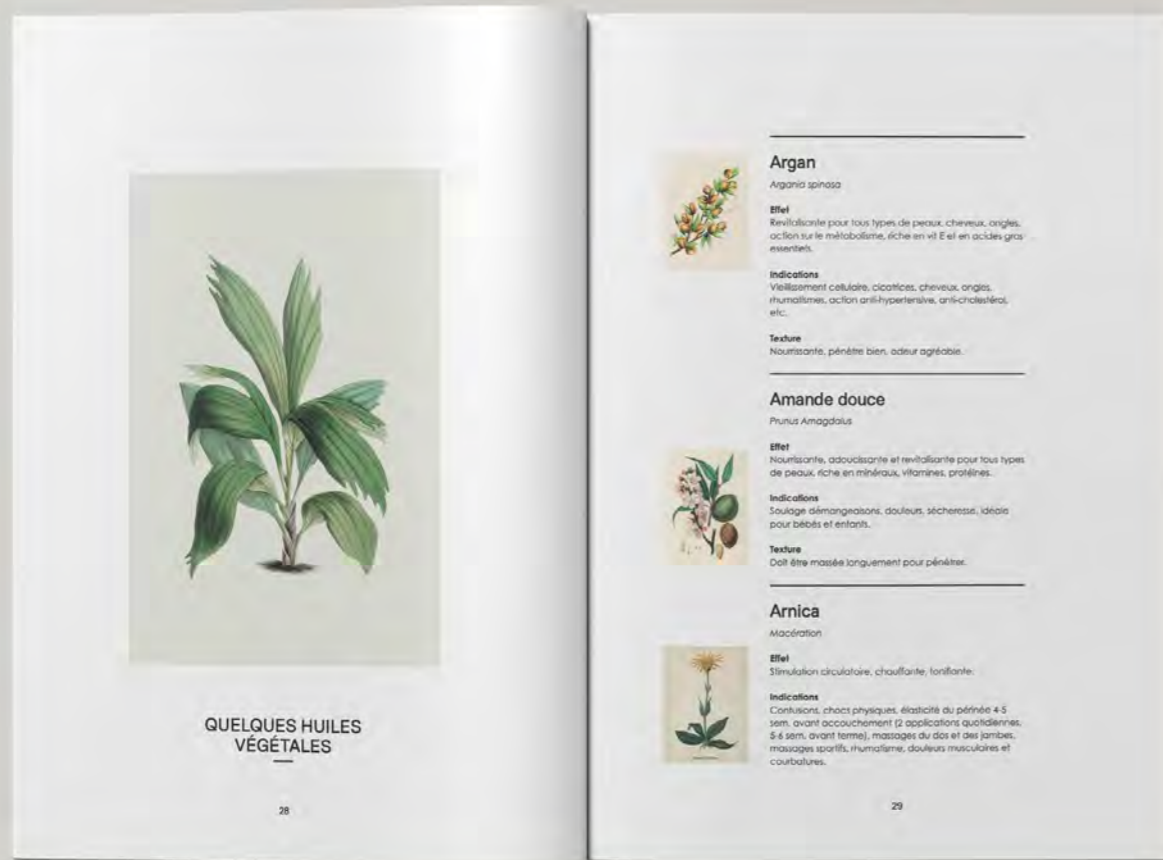 QUELQUES HUILES
VÉGÉTALES
28
Argan
Argania spinosa
Effet
Revitalisante pour tous types de peaux, cheveux, ongles,
action sur le métabolisme, riche en vit E et en acides gras
essentiels.
Indications
Vieillissement cellulaire, cicatrices, cheveux, ongles,
rhumatismes, action anti-hypertensive, anti-cholestérol,
etc.
Texture
Nourrissante, pénètre bien, odeur agréable.
Amande douce
Prunus Amagdalus
Effet
Nourrissante, adoucissante et revitalisante pour tous types
de peaux, riche en minéraux, vitamines, protéines.
Indications
Soulage démangeaisons, douleurs, sécheresse, idéale
pour bébés et enfants.
Texture
Doit être massée longuement pour pénétrer.
Arnica
Macération
Effet
Stimulation circulatoire, chauffante, tonifiante.
Indications
Contusions, chocs physiques, élasticité du périnée 4-5
sem. avant accouchement (2 applications quotidiennes,
5-6 sem. avant terme), massages du dos et des jambes,
massages sportifs, rhumatisme, douleurs musculaires et
courbatures.
29